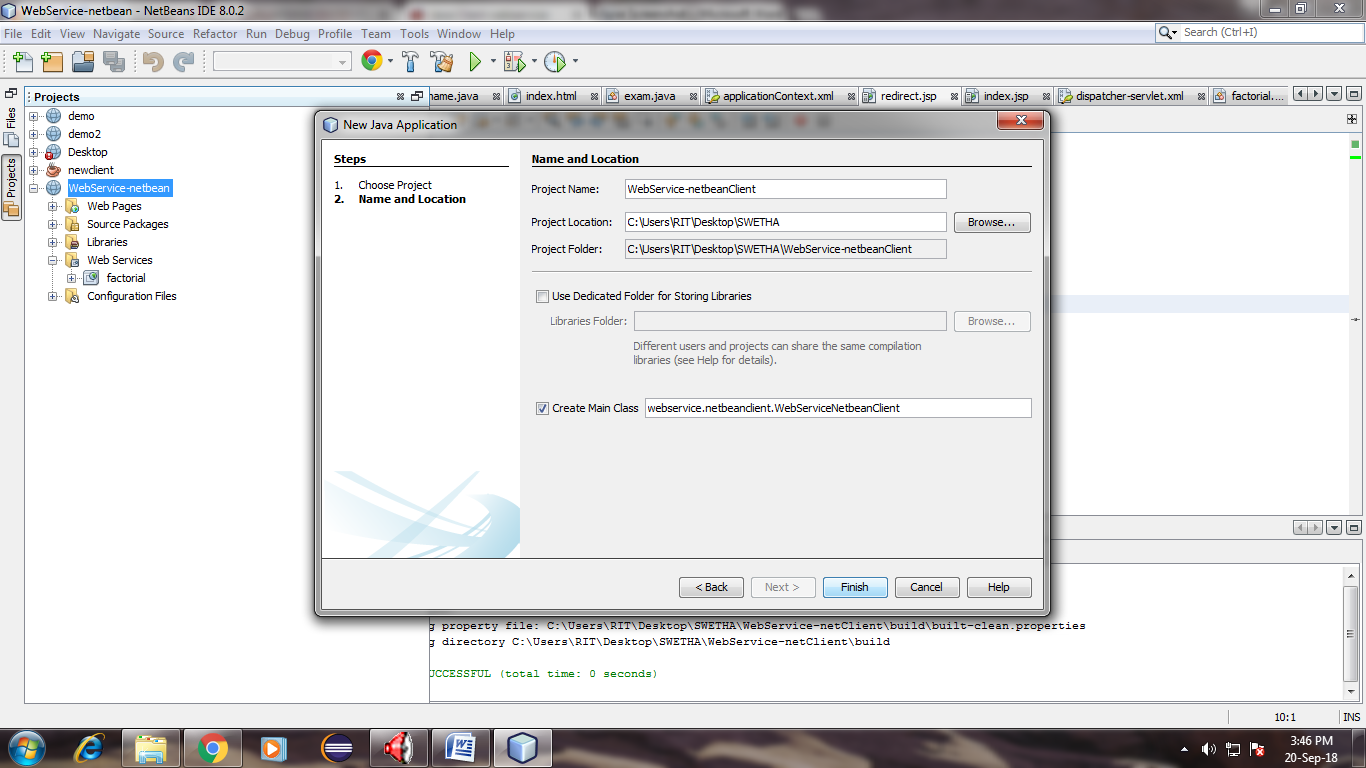 WebService-netbean - NetBeans IDE 8.0.2
File Edit View Navigate Source Refactor Run Debug Profile Team Tools Window Help
Search (Ctrl+I)
Projects
name.java index.html exam.java applicationContext.xml redirect.jsp index.jsp dispatcher-servlet.xml factorial....
Files
Projects
demo
demo2
Desktop
newclient
WebService-netbean
Web Pages
Source Packages
Libraries
Web Services
factorial
Configuration Files
New Java Application
Steps
1. Choose Project
2. Name and Location
Name and Location
Project Name: WebService-netbeanClient
Project Location: C:\Users\RIT\Desktop\SWETHA Browse...
Project Folder: C:\Users\RIT\Desktop\SWETHA\WebService-netbeanClient
Use Dedicated Folder for Storing Libraries
Libraries Folder: Browse...
Different users and projects can share the same compilation
libraries (see Help for details).
Create Main Class webservice.netbeanclient.WebServiceNetbeanClient
< Back Next > Finish Cancel Help
g property file: C:\Users\RIT\Desktop\SWETHA\WebService-netClient\build\built-clean.properties
g directory C:\Users\RIT\Desktop\SWETHA\WebService-netClient\build
UCCESSFUL (total time: 0 seconds)
10:1 INS
3:46 PM
20-Sep-18